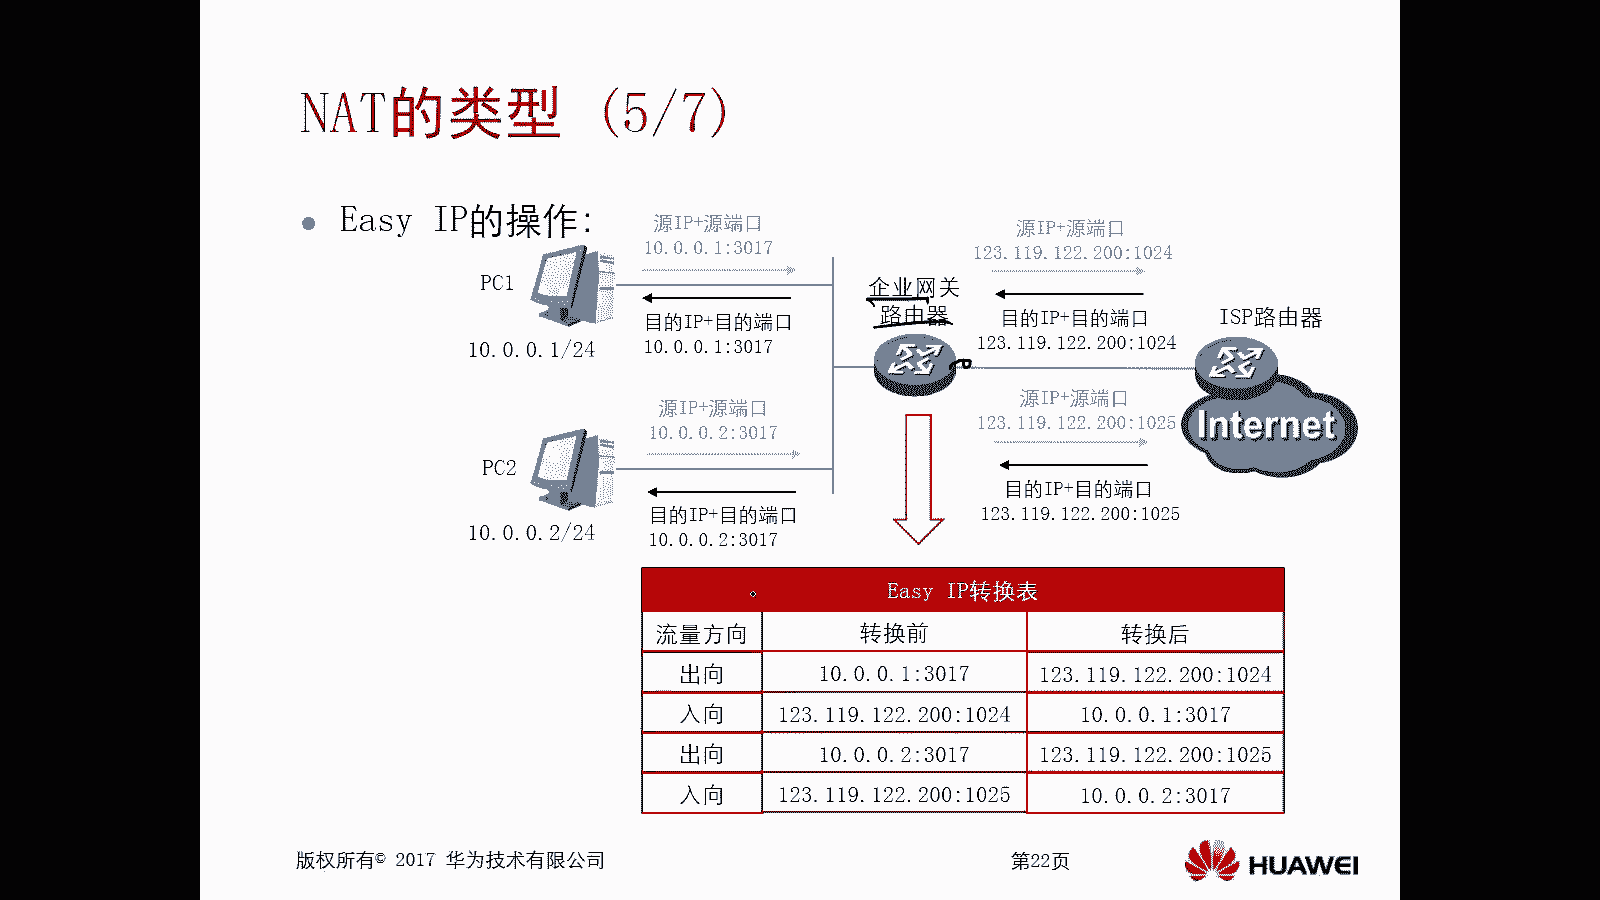 NAT的类型 (5/7)
Easy IP的操作:
源IP+源端口
10.0.0.1:3017
PC1
目的IP+目的端口
10.0.0.1:3017
10.0.0.1/24
源IP+源端口
10.0.0.2:3017
PC2
目的IP+目的端口
10.0.0.2:3017
10.0.0.2/24
企业网关
路由器
源IP+源端口
123.119.122.200:1024
目的IP+目的端口
123.119.122.200:1024
源IP+源端口
123.119.122.200:1025
目的IP+目的端口
123.119.122.200:1025
ISP路由器
Internet
Easy IP转换表
流量方向 转换前 转换后
出向 10.0.0.1:3017 123.119.122.200:1024
入向 123.119.122.200:1024 10.0.0.1:3017
出向 10.0.0.2:3017 123.119.122.200:1025
入向 123.119.122.200:1025 10.0.0.2:3017
版权所有© 2017 华为技术有限公司
第22页
HUAWEI